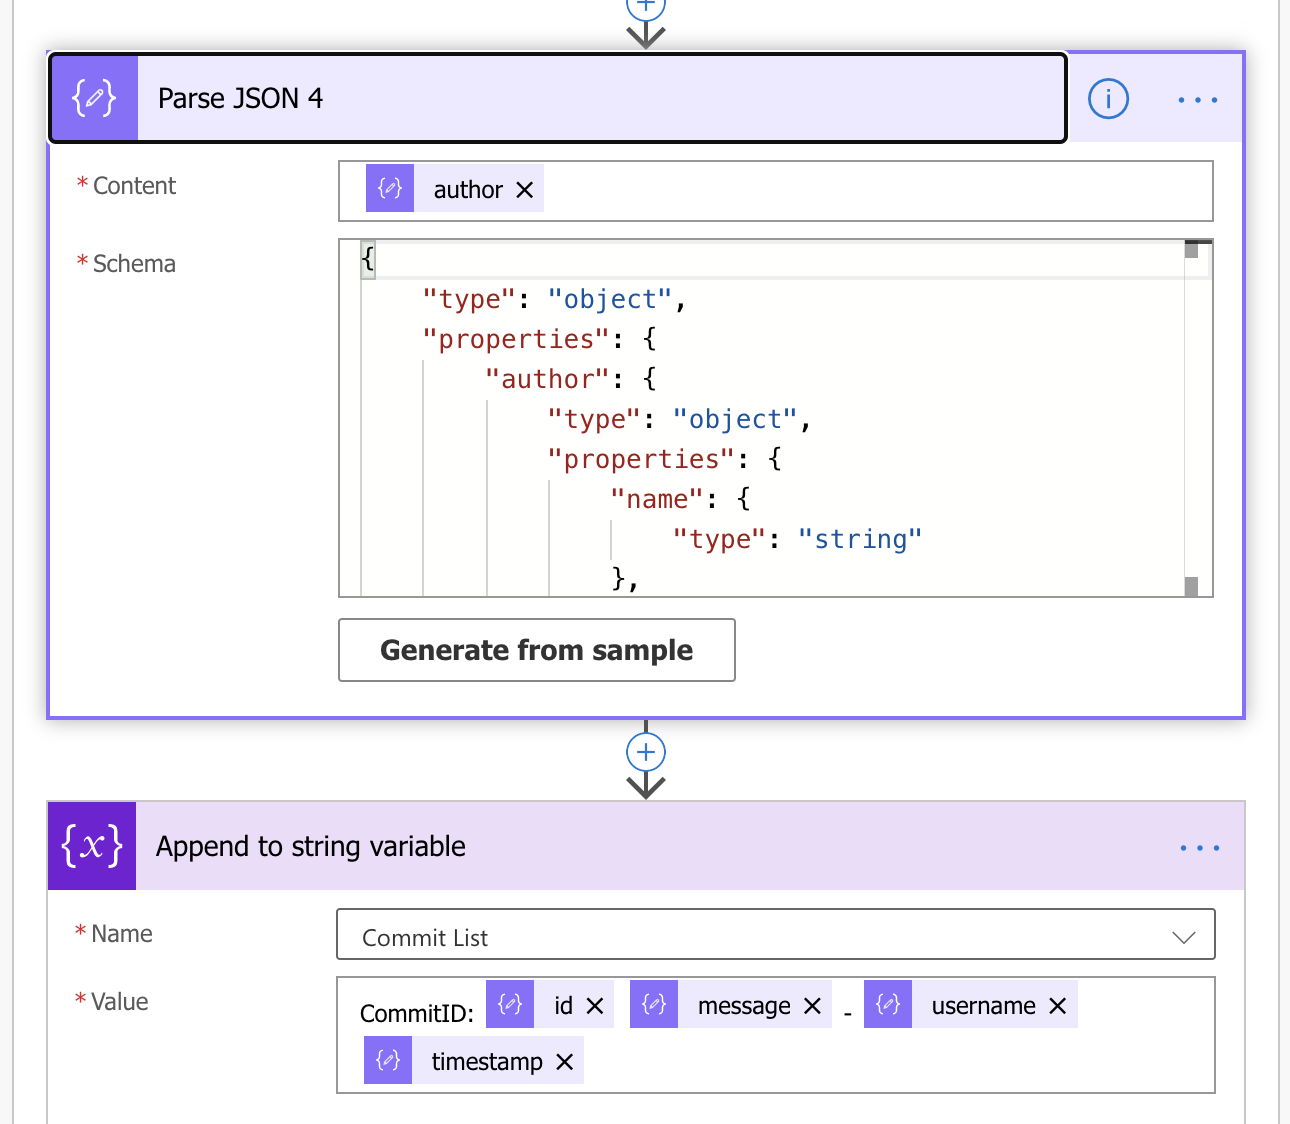 Parse JSON 4
* Content
author
* Schema
{
"type": "object",
"properties": {
"author": {
"type": "object",
"properties": {
"name": {
"type": "string"
},
Generate from sample
{x} Append to string variable
* Name
Commit List
* Value
CommitID: id message - username
timestamp